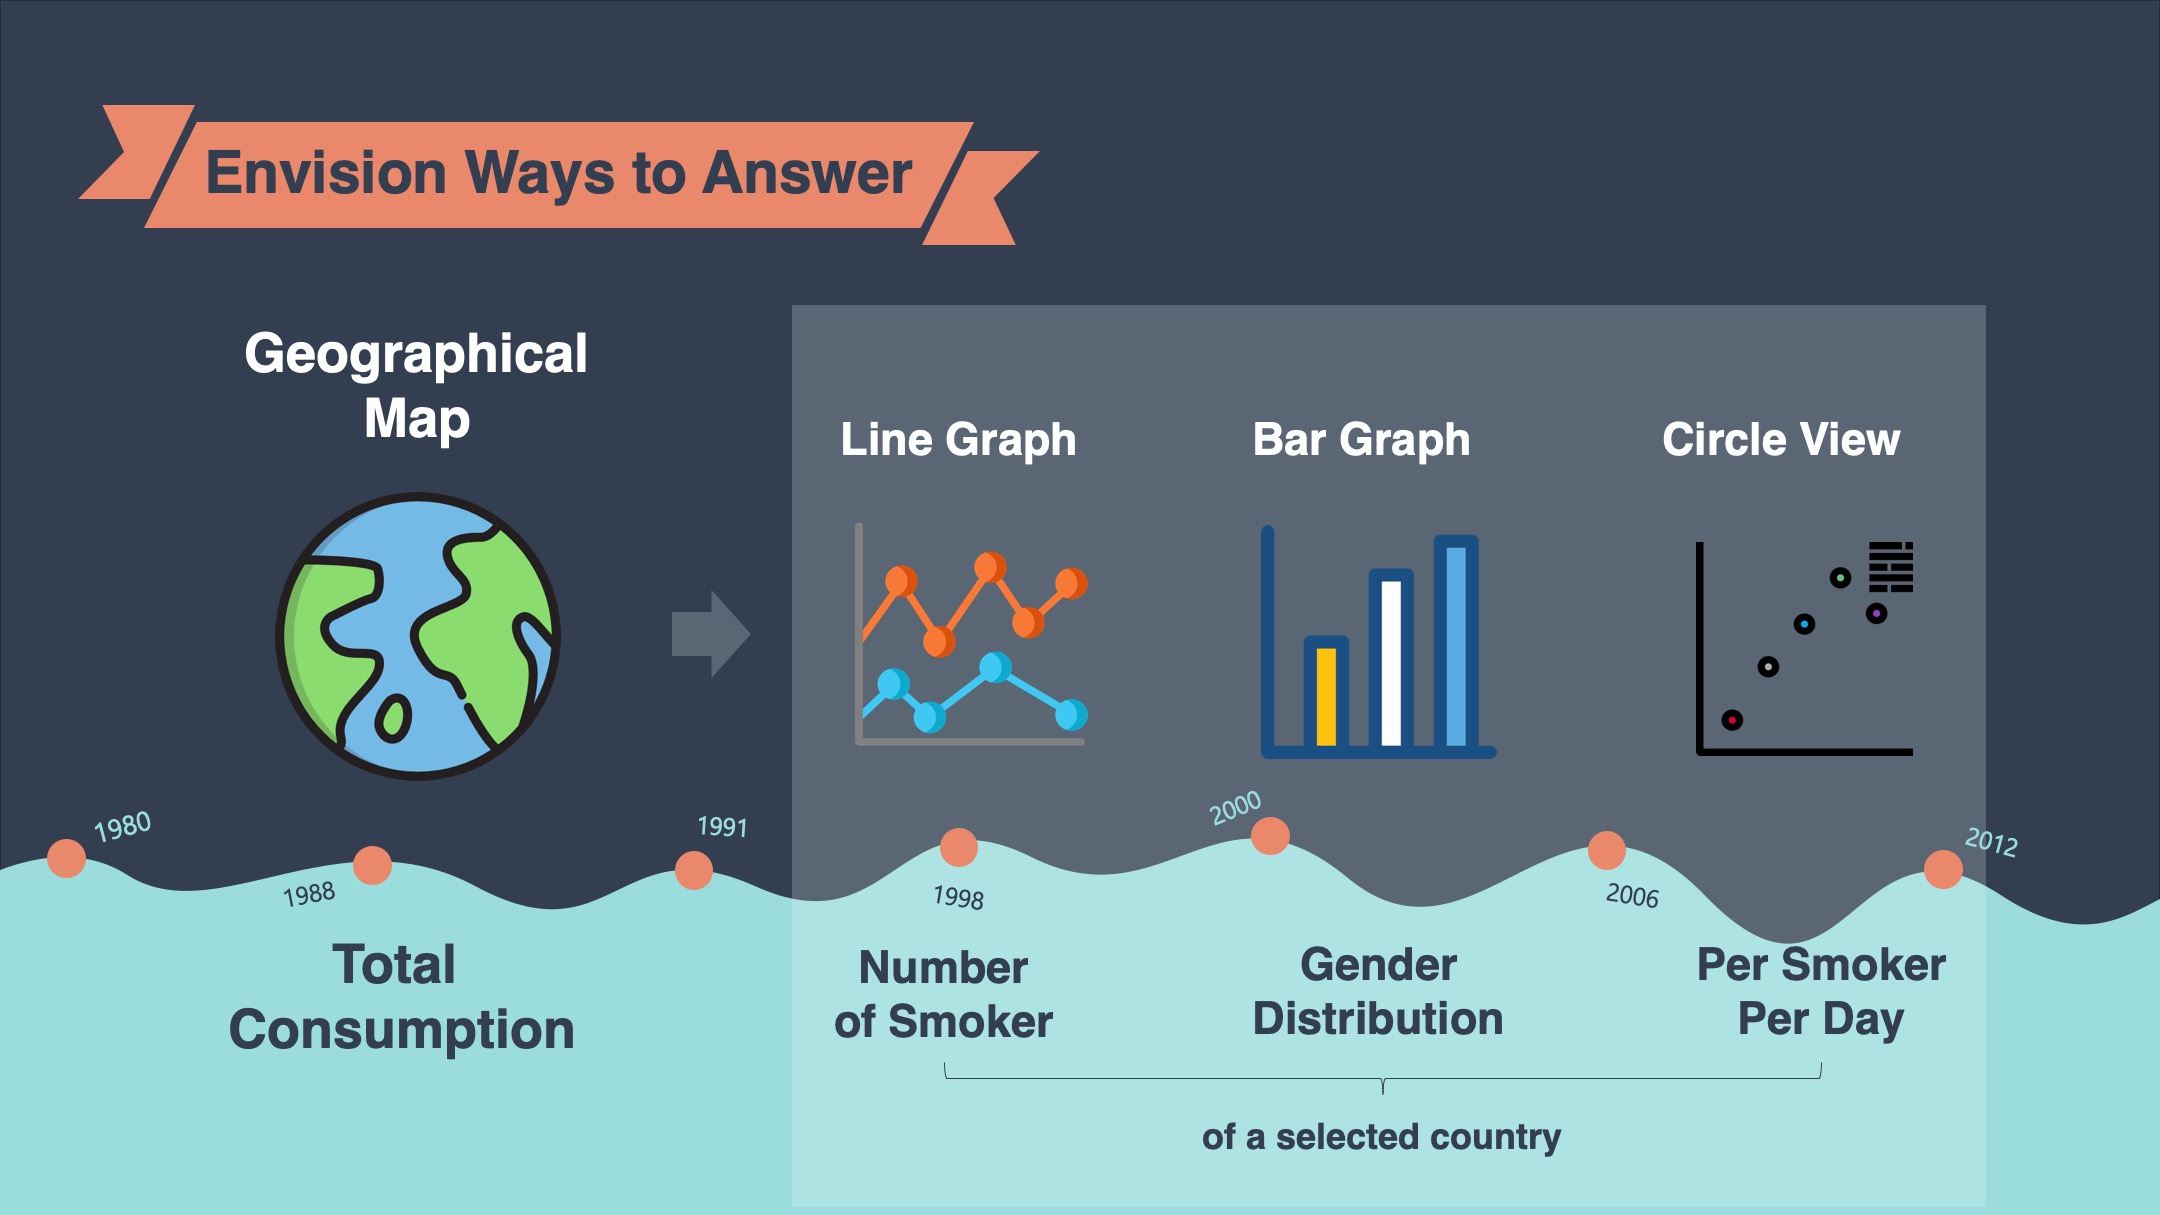 Envision Ways to Answer
Geographical
Map
Line Graph
Bar Graph
Circle View
1980
1988
1991
1998
2000
2006
2012
Total
Consumption
Number
of Smoker
Gender
Distribution
Per Smoker
Per Day
of a selected country